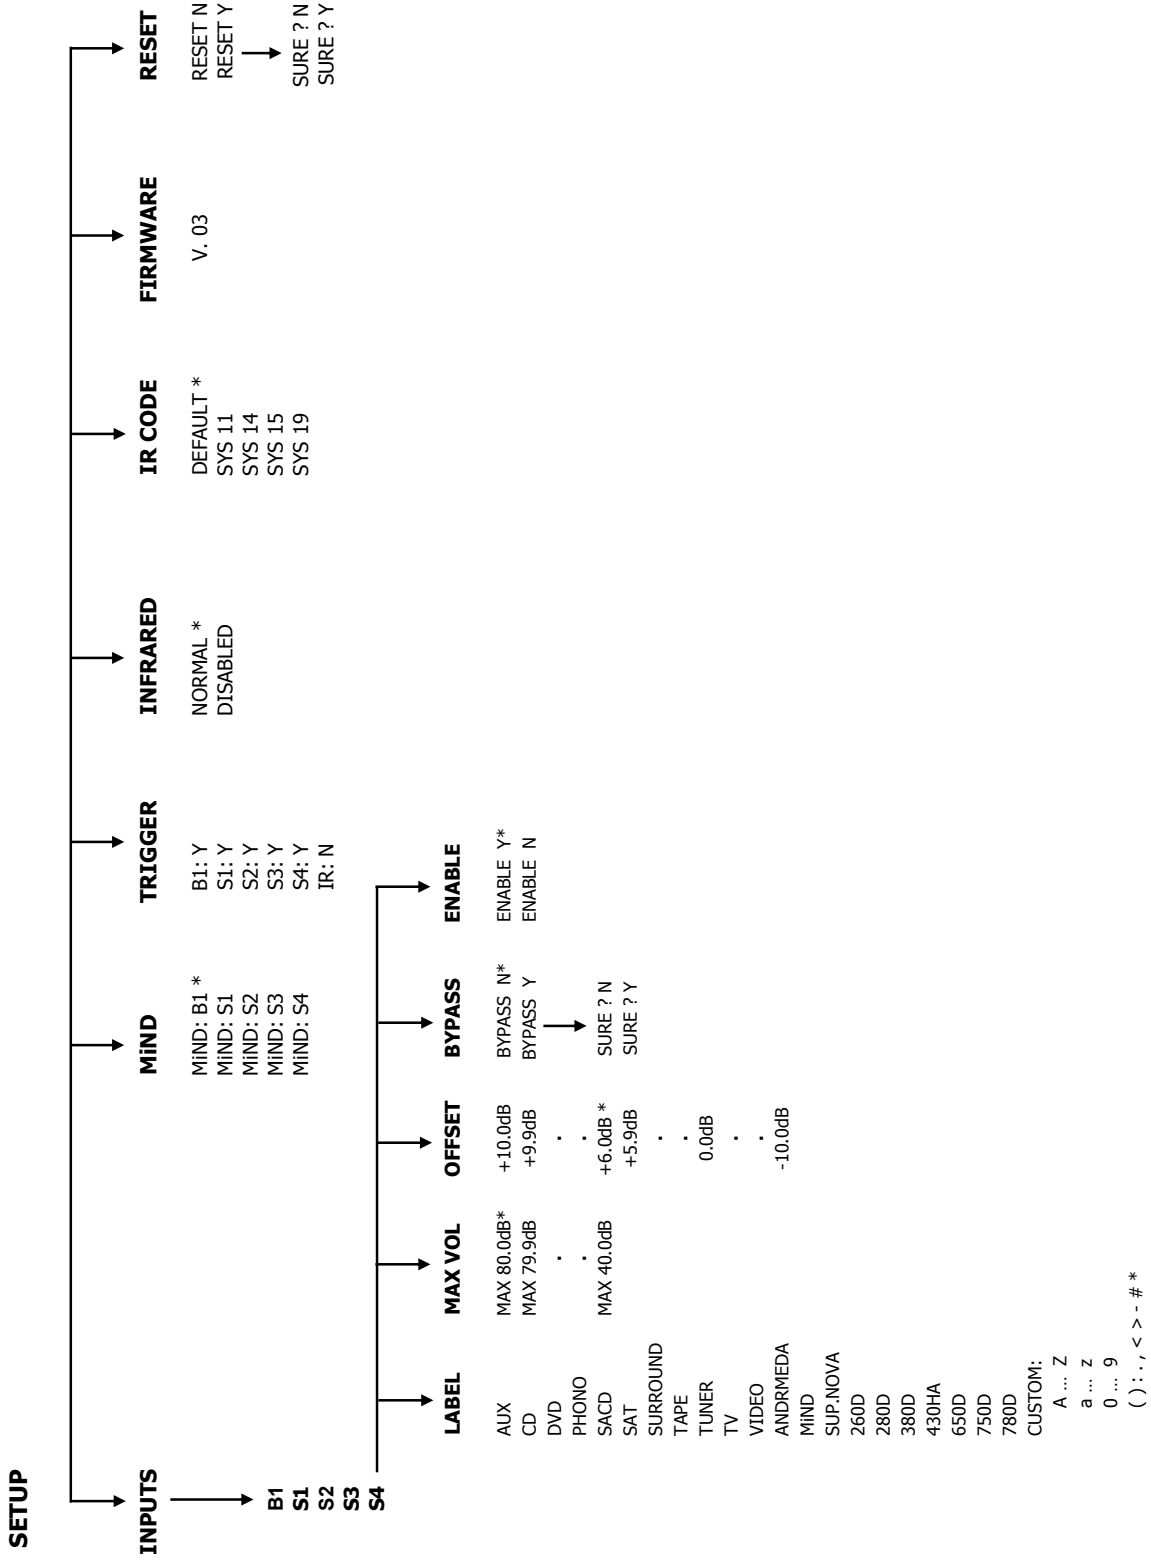 SETUP
INPUTS
B1
S1
S2
S3
S4
LABEL
AUX
CD
DVD
PHONO
SACD
SAT
SURROUND
TAPE
TUNER
TV
VIDEO
ANDRMEDA
MiND
SUP.NOVA
260D
280D
380D
430HA
650D
750D
780D
CUSTOM:
A ... Z
a ... z
0 ... 9
( ) : . , < > - # *
MAX VOL
MAX 80.0dB*
MAX 79.9dB
.
.
MAX 40.0dB
OFFSET
+10.0dB
+9.9dB
.
.
+6.0dB *
+5.9dB
.
.
0.0dB
.
.
-10.0dB
BYPASS
BYPASS N*
BYPASS Y
SURE ? N
SURE ? Y
ENABLE
ENABLE Y*
ENABLE N
MiND
MiND: B1 *
MiND: S1
MiND: S2
MiND: S3
MiND: S4
TRIGGER
B1: Y
S1: Y
S2: Y
S3: Y
S4: Y
IR: N
INFRARED
NORMAL *
DISABLED
IR CODE
DEFAULT *
SYS 11
SYS 14
SYS 15
SYS 19
FIRMWARE
V. 03
RESET
RESET N
RESET Y
SURE ? N
SURE ? Y